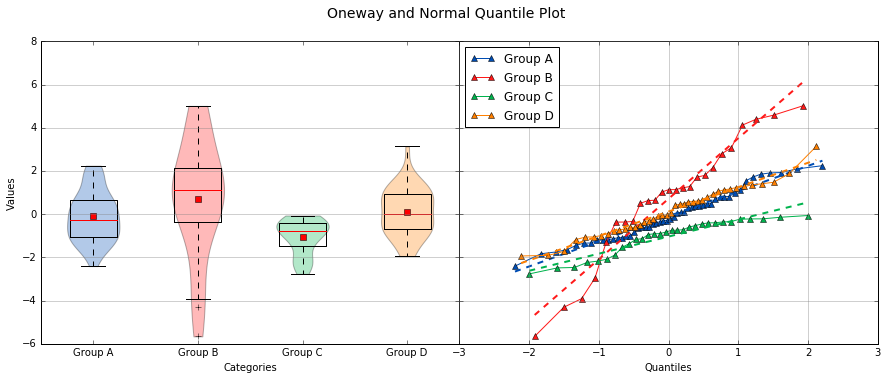 Oneway and Normal Quantile Plot
8
6
4
2
0
−2
−4
−6
Values
Group A
Group B
Group C
Group D
Categories
Group A
Group B
Group C
Group D
−3
−2
−1
0
1
2
3
Quantiles